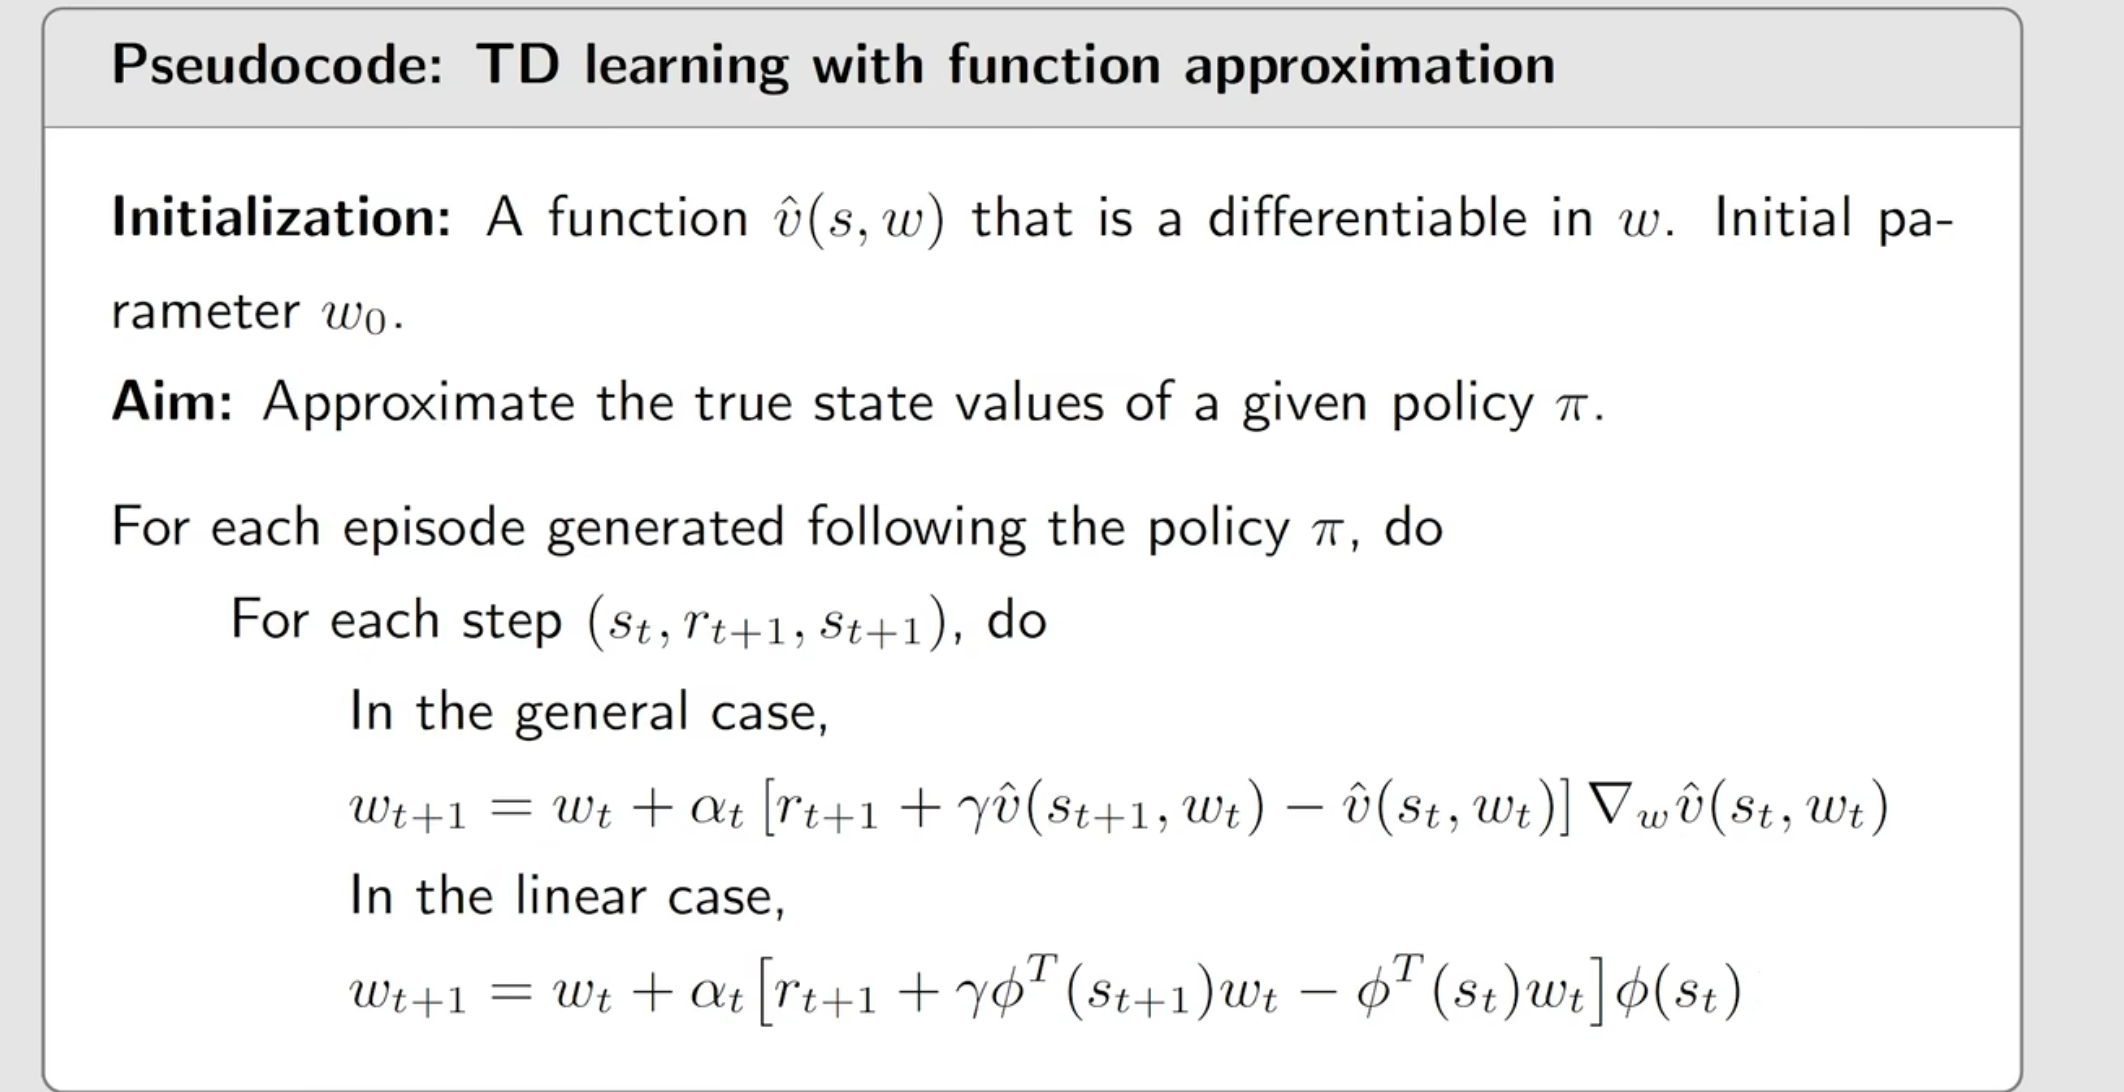 Pseudocode: TD learning with function approximation
Initialization: A function v̂(s, w) that is a differentiable in w. Initial pa-
rameter w₀.
Aim: Approximate the true state values of a given policy π.
For each episode generated following the policy π, do
For each step (sₜ, rₜ₊₁, sₜ₊₁), do
In the general case,
wₜ₊₁ = wₜ + αₜ [rₜ₊₁ + γv̂(sₜ₊₁, wₜ) − v̂(sₜ, wₜ)] ∇_w v̂(sₜ, wₜ)
In the linear case,
wₜ₊₁ = wₜ + αₜ [rₜ₊₁ + γϕᵀ(sₜ₊₁)wₜ − ϕᵀ(sₜ)wₜ] ϕ(sₜ)